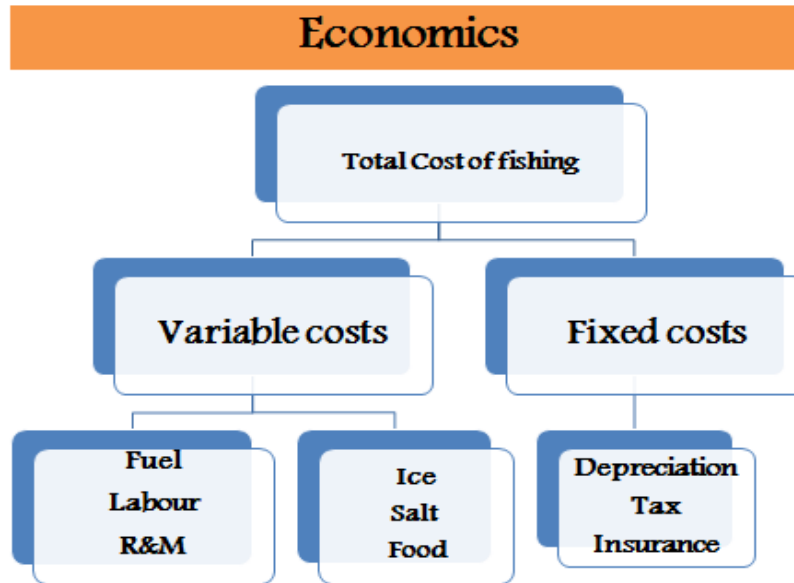 Economics
Total Cost of fishing
Variable costs
Fixed costs
Fuel
Labour
R&M
Ice
Salt
Food
Depreciation
Tax
Insurance